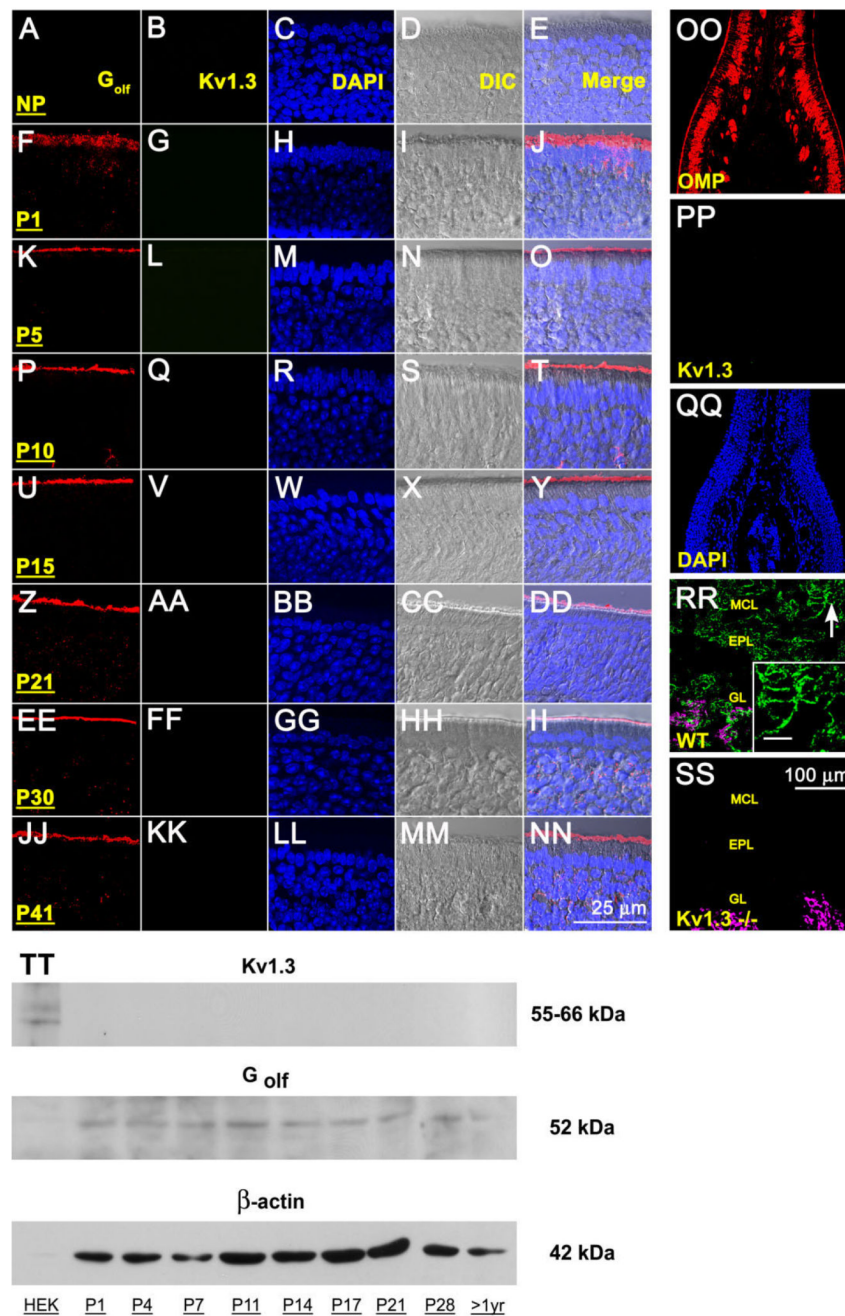 A B C D E
G olf Kv1.3 DAPI DIC Merge
NP
F G H I J
P1
K L M N O
P5
P Q R S T
P10
U V W X Y
P15
Z AA BB CC DD
P21
EE FF GG HH II
P30
JJ KK LL MM NN
P41
25 μm
OO
OMP
PP
Kv1.3
QQ
DAPI
RR
MCL
EPL
GL
WT
SS
100 μm
MCL
EPL
GL
Kv1.3 -/-
TT
Kv1.3
55-66 kDa
G olf
52 kDa
β-actin
42 kDa
HEK P1 P4 P7 P11 P14 P17 P21 P28 >1yr